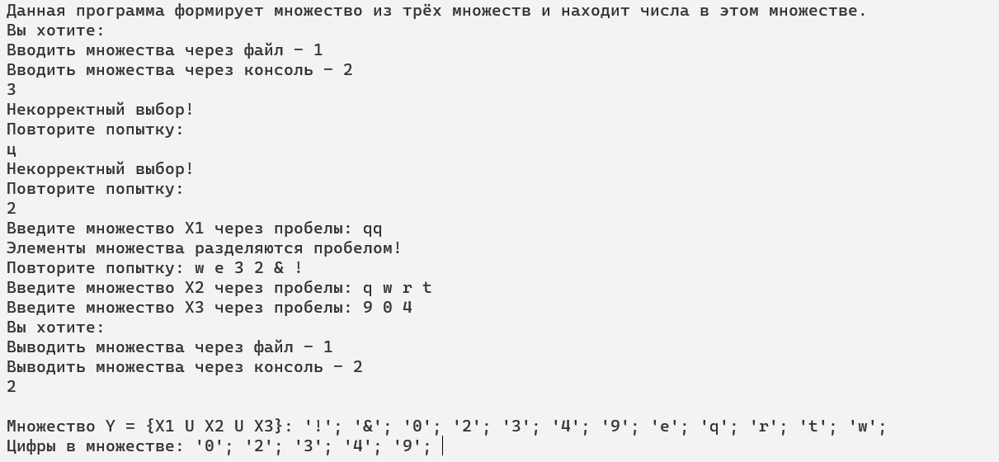 Данная программа формирует множество из трёх множеств и находит числа в этом множестве.
Вы хотите:
Вводить множества через файл – 1
Вводить множества через консоль – 2
3
Некорректный выбор!
Повторите попытку:
ц
Некорректный выбор!
Повторите попытку:
2
Введите множество X1 через пробелы: qq
Элементы множества разделяются пробелом!
Повторите попытку: w e 3 2 & !
Введите множество X2 через пробелы: q w r t
Введите множество X3 через пробелы: 9 0 4
Вы хотите:
Выводить множества через файл – 1
Выводить множества через консоль – 2
2
Множество Y = {X1 U X2 U X3}: '!'; '&'; '0'; '2'; '3'; '4'; '9'; 'e'; 'q'; 'r'; 't'; 'w';
Цифры в множестве: '0'; '2'; '3'; '4'; '9';